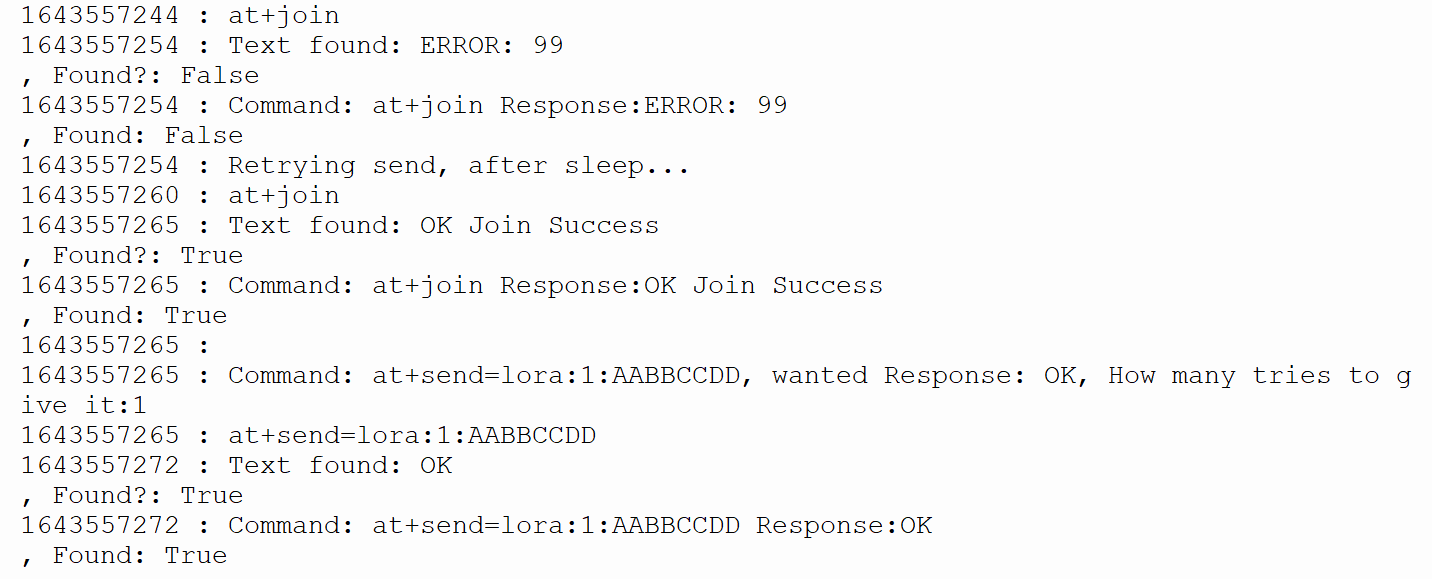 1643557244 : at+join
1643557254 : Text found: ERROR: 99
, Found?: False
1643557254 : Command: at+join Response:ERROR: 99
, Found: False
1643557254 : Retrying send, after sleep...
1643557260 : at+join
1643557265 : Text found: OK Join Success
, Found?: True
1643557265 : Command: at+join Response:OK Join Success
, Found: True
1643557265 :
1643557265 : Command: at+send=lora:1:AABBCCDD, wanted Response: OK, How many tries to g
ive it:1
1643557265 : at+send=lora:1:AABBCCDD
1643557272 : Text found: OK
, Found?: True
1643557272 : Command: at+send=lora:1:AABBCCDD Response:OK
, Found: True